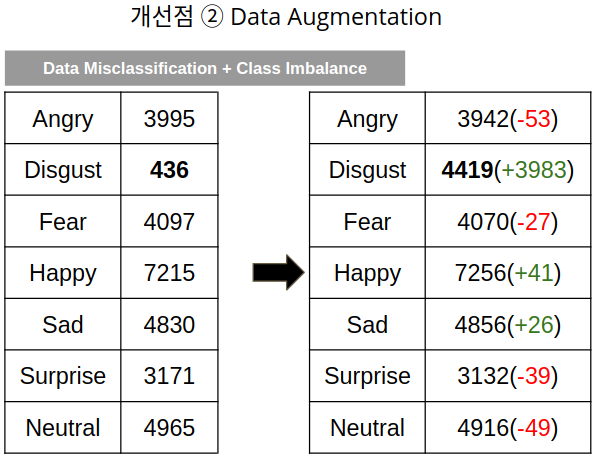 개선점 ② Data Augmentation
Data Misclassification + Class Imbalance
Angry 3995
Disgust 436
Fear 4097
Happy 7215
Sad 4830
Surprise 3171
Neutral 4965
Angry 3942(-53)
Disgust 4419(+3983)
Fear 4070(-27)
Happy 7256(+41)
Sad 4856(+26)
Surprise 3132(-39)
Neutral 4916(-49)